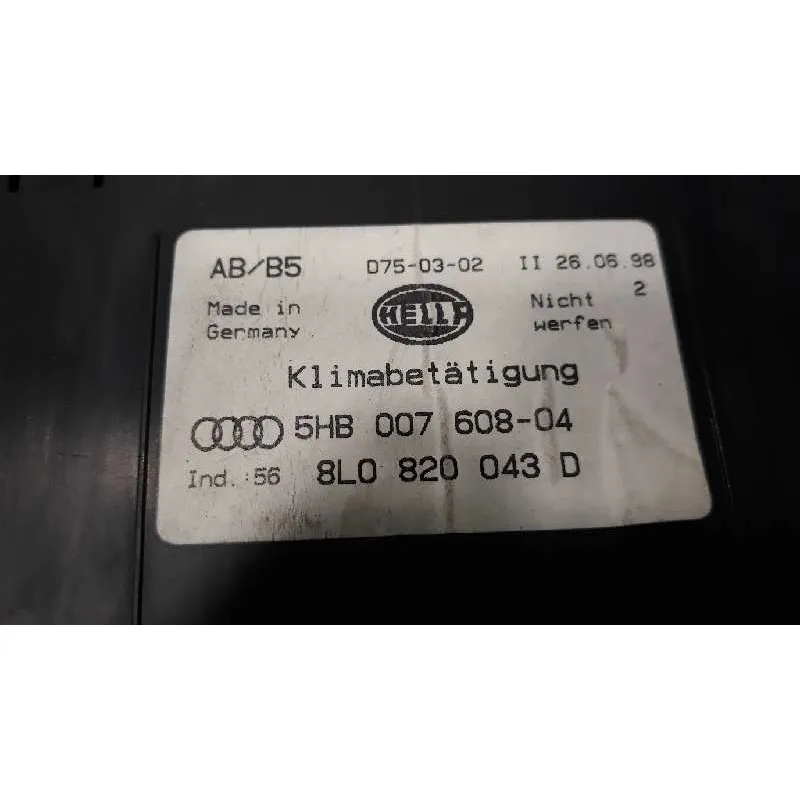 AB/B5 D75-03-02 II 26.06.98
Made in Germany HELLA Nicht werfen 2
Klimabetätigung
5HB 007 608-04
Ind.:56 8L0 820 043 D